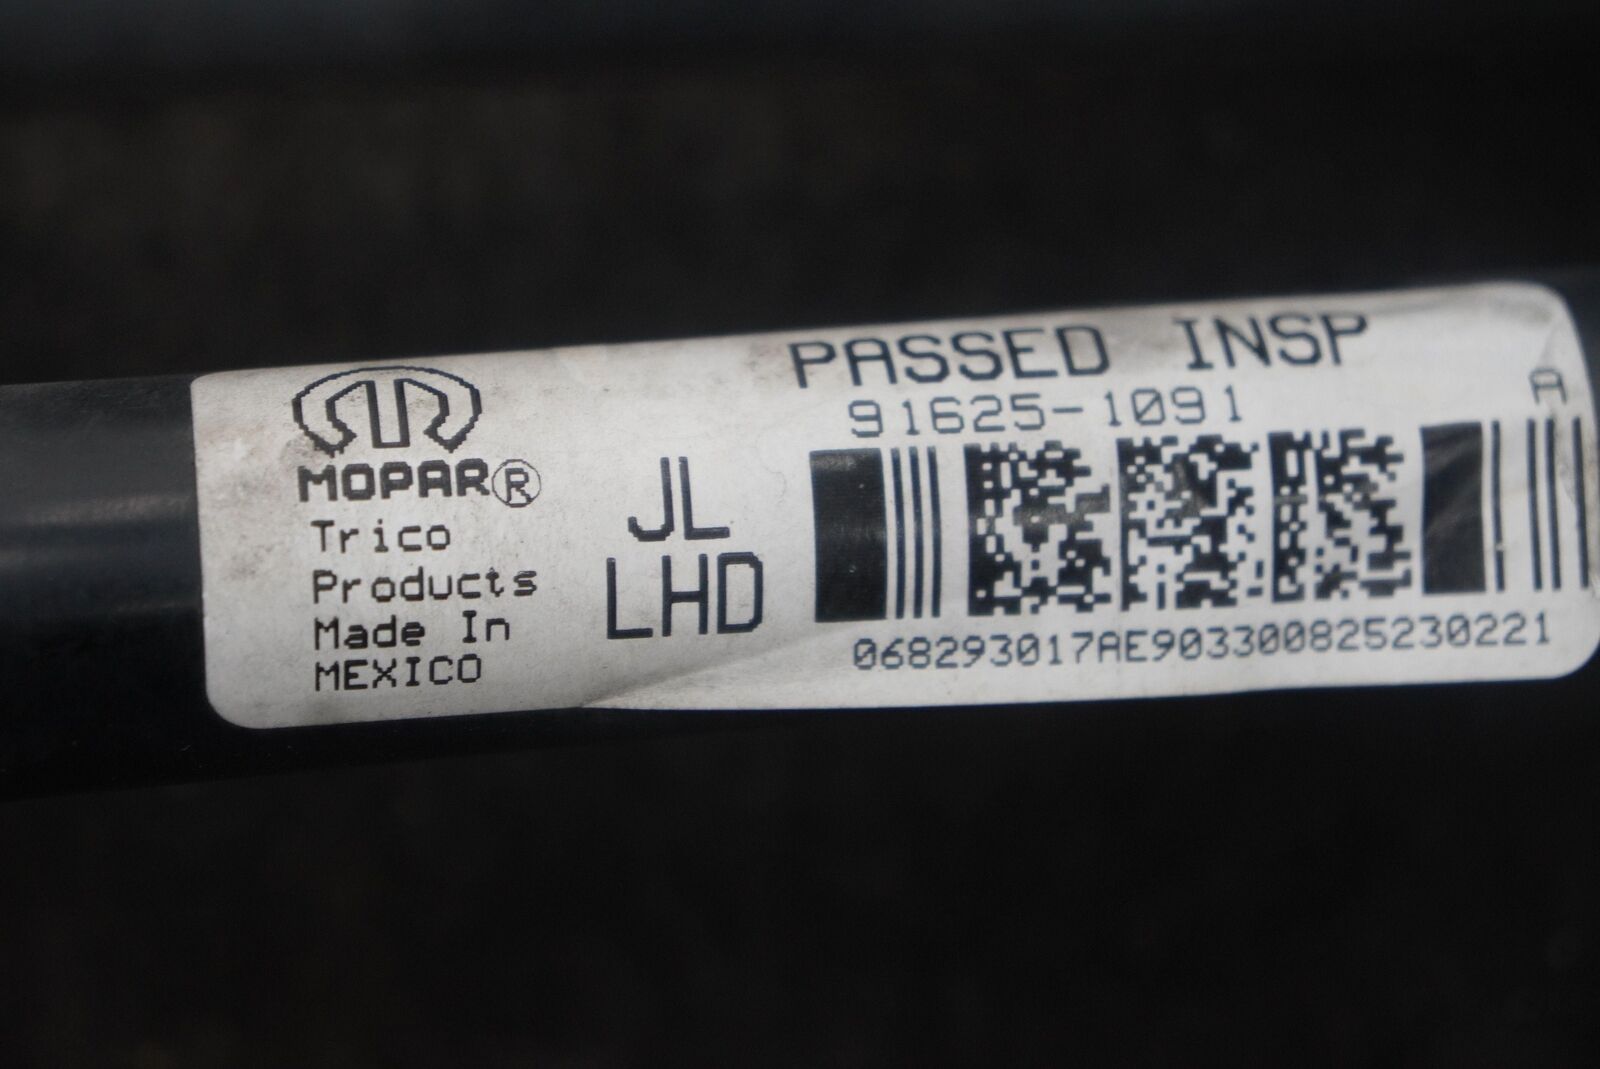 MOPAR®
Trico
Products
Made In
MEXICO
JL
LHD
PASSED INSP
91625-1091
A
068293017AE903300825230221